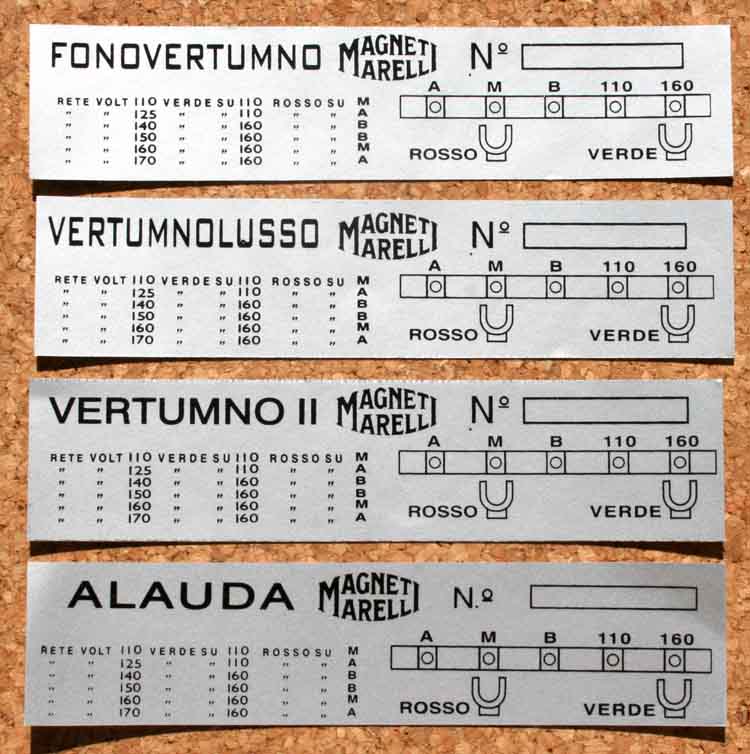 FONOVERTUMNO MAGNETI MARELLI Nº
A M B 110 160
RETE VOLT 110 VERDE SU 110 ROSSO SU M
„ „ 125 „ „ 110 „ „ A
„ „ 140 „ „ 160 „ „ B
„ „ 150 „ „ 160 „ „ B
„ „ 160 „ „ 160 „ „ M
„ „ 170 „ „ 160 „ „ A
ROSSO VERDE
VERTUMNOLUSSO MAGNETI MARELLI Nº
A M B 110 160
RETE VOLT 110 VERDE SU 110 ROSSO SU M
„ „ 125 „ „ 110 „ „ A
„ „ 140 „ „ 160 „ „ B
„ „ 150 „ „ 160 „ „ B
„ „ 160 „ „ 160 „ „ M
„ „ 170 „ „ 160 „ „ A
ROSSO VERDE
VERTUMNO II MAGNETI MARELLI Nº
A M B 110 160
RETE VOLT 110 VERDE SU 110 ROSSO SU M
„ „ 125 „ „ 110 „ „ A
„ „ 140 „ „ 160 „ „ B
„ „ 150 „ „ 160 „ „ B
„ „ 160 „ „ 160 „ „ M
„ „ 170 „ „ 160 „ „ A
ROSSO VERDE
ALAUDA MAGNETI MARELLI N.º
A M B 110 160
RETE VOLT 110 VERDE SU 110 ROSSO SU M
„ „ 125 „ „ 110 „ „ A
„ „ 140 „ „ 160 „ „ B
„ „ 150 „ „ 160 „ „ B
„ „ 160 „ „ 160 „ „ M
„ „ 170 „ „ 160 „ „ A
ROSSO VERDE